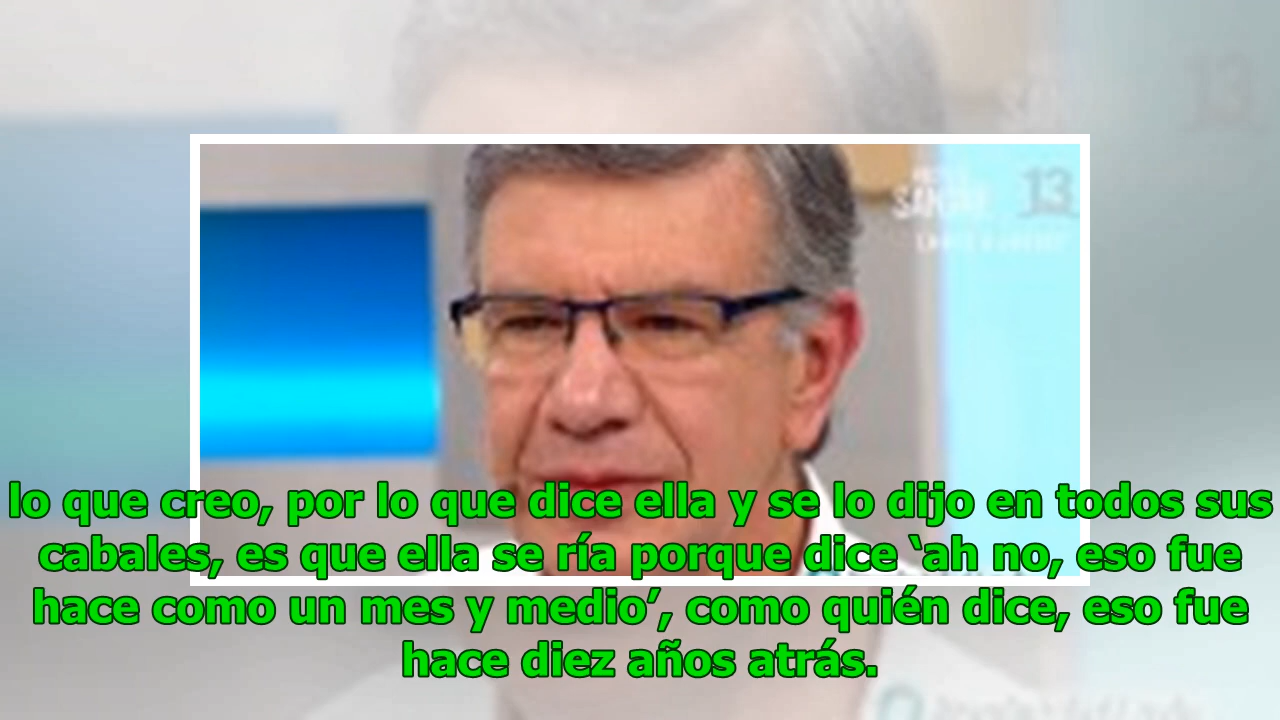 13
lo que creo, por lo que dice ella y se lo dijo en todos sus
cabales, es que ella se ría porque dice ‘ah no, eso fue
hace como un mes y medio’, como quién dice, eso fue
hace diez años atrás.